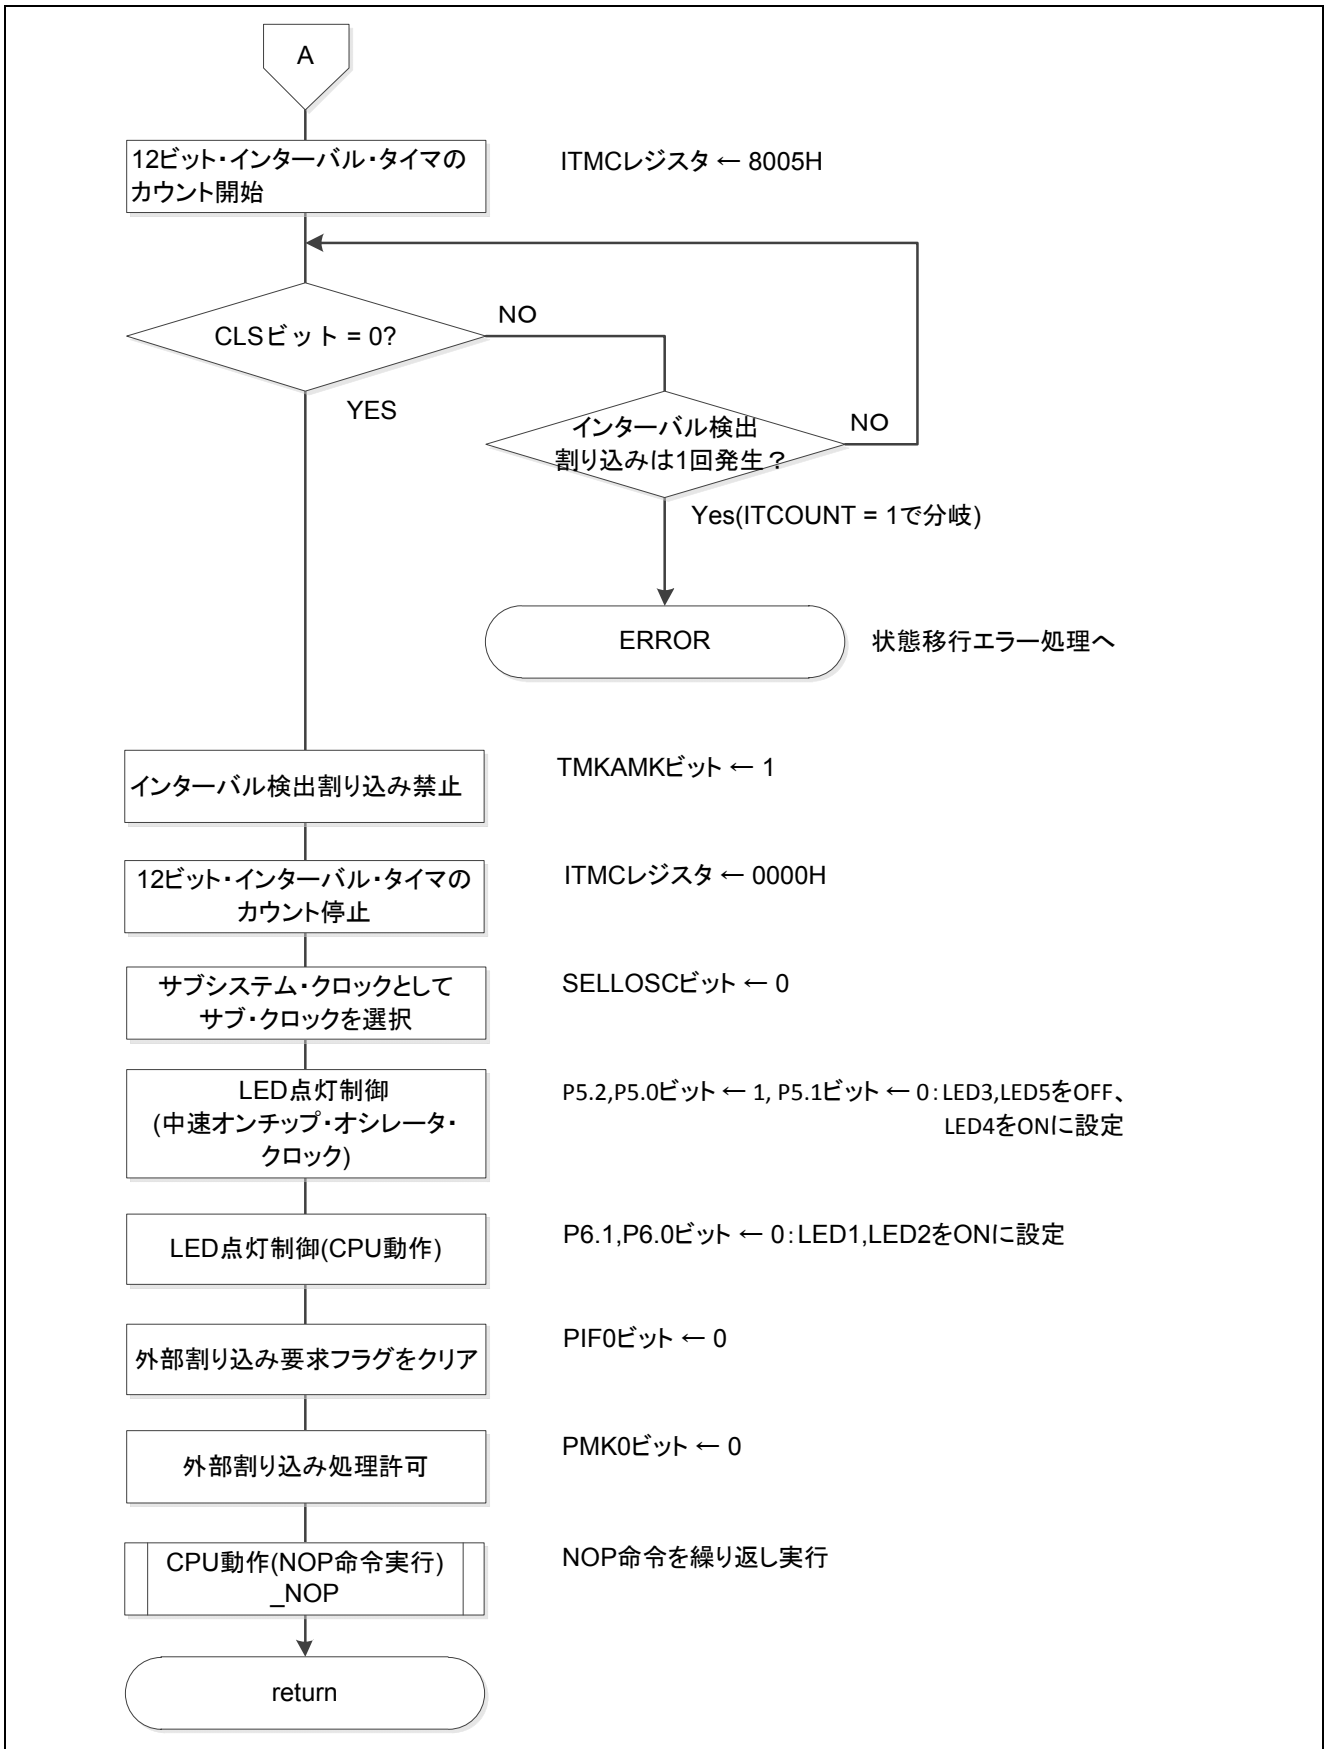 A
12ビット・インターバル・タイマの
カウント開始
ITMCレジスタ ← 8005H
CLSビット = 0?
NO
YES
インターバル検出
割り込みは1回発生？
NO
Yes(ITCOUNT = 1で分岐)
ERROR
状態移行エラー処理へ
インターバル検出割り込み禁止
TMKAMKビット ← 1
12ビット・インターバル・タイマの
カウント停止
ITMCレジスタ ← 0000H
サブシステム・クロックとして
サブ・クロックを選択
SELLOSCビット ← 0
LED点灯制御
(中速オンチップ・オシレータ・
クロック)
P5.2,P5.0ビット ← 1, P5.1ビット ← 0：LED3,LED5をOFF、
LED4をONに設定
LED点灯制御(CPU動作)
P6.1,P6.0ビット ← 0：LED1,LED2をONに設定
外部割り込み要求フラグをクリア
PIF0ビット ← 0
外部割り込み処理許可
PMK0ビット ← 0
CPU動作(NOP命令実行)
_NOP
NOP命令を繰り返し実行
return